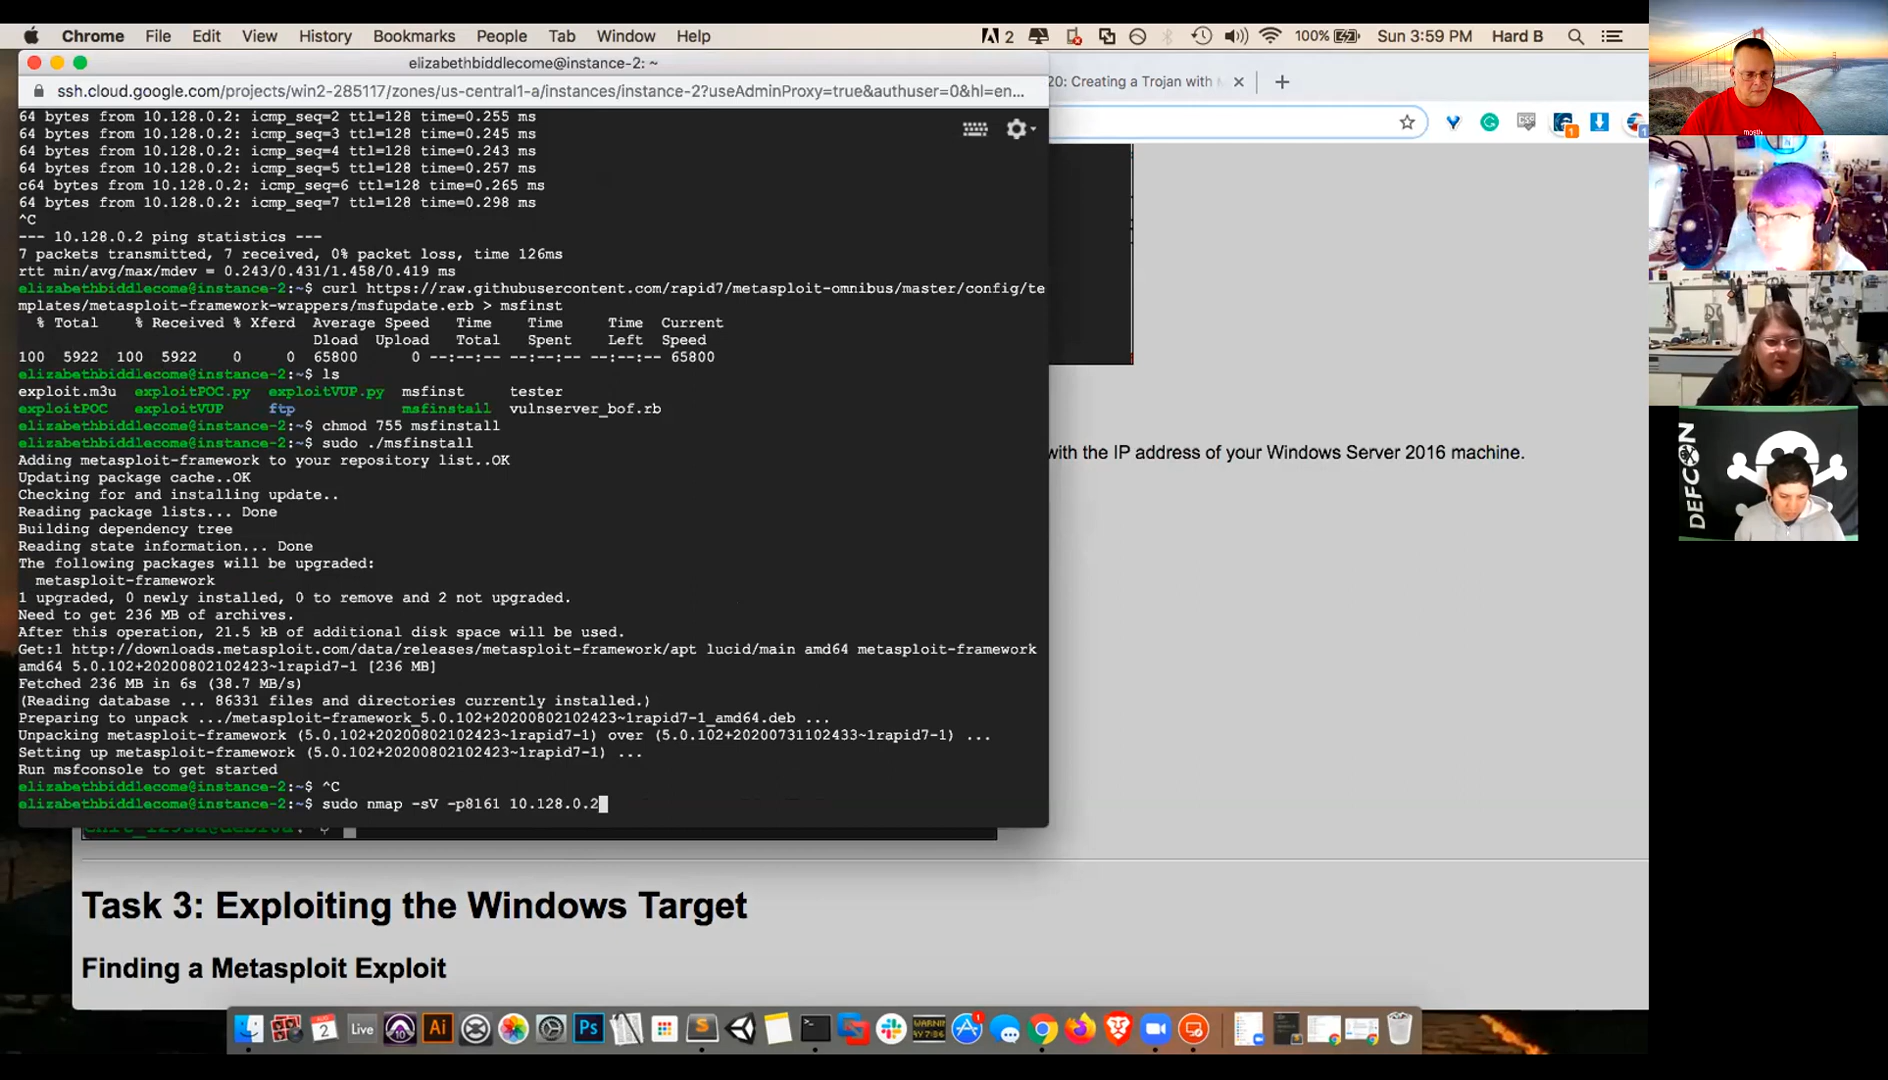 Chrome File Edit View History Bookmarks People Tab Window Help
2 100% Sun 3:59 PM Hard B
elizabethbiddlecome@instance-2: ~
20: Creating a Trojan with
ssh.cloud.google.com/projects/win2-285117/zones/us-central1-a/instances/instance-2?useAdminProxy=true&authuser=0&hl=en...
64 bytes from 10.128.0.2: icmp_seq=2 ttl=128 time=0.255 ms
64 bytes from 10.128.0.2: icmp_seq=3 ttl=128 time=0.245 ms
64 bytes from 10.128.0.2: icmp_seq=4 ttl=128 time=0.243 ms
64 bytes from 10.128.0.2: icmp_seq=5 ttl=128 time=0.257 ms
c64 bytes from 10.128.0.2: icmp_seq=6 ttl=128 time=0.265 ms
64 bytes from 10.128.0.2: icmp_seq=7 ttl=128 time=0.298 ms
^C
--- 10.128.0.2 ping statistics ---
7 packets transmitted, 7 received, 0% packet loss, time 126ms
rtt min/avg/max/mdev = 0.243/0.431/1.458/0.419 ms
elizabethbiddlecome@instance-2:~$ curl https://raw.githubusercontent.com/rapid7/metasploit-omnibus/master/config/te
mplates/metasploit-framework-wrappers/msfupdate.erb > msfinst
% Total % Received % Xferd Average Speed Time Time Time Current
Dload Upload Total Spent Left Speed
100 5922 100 5922 0 0 65800 0 --:--:-- --:--:-- --:--:-- 65800
elizabethbiddlecome@instance-2:~$ ls
exploit.m3u exploitPOC.py exploitVUP.py msfinst tester
exploitPOC exploitVUP ftp msfinstall vulnserver_bof.rb
elizabethbiddlecome@instance-2:~$ chmod 755 msfinstall
elizabethbiddlecome@instance-2:~$ sudo ./msfinstall
Adding metasploit-framework to your repository list..OK
Updating package cache..OK
Checking for and installing update..
Reading package lists... Done
Building dependency tree
Reading state information... Done
The following packages will be upgraded:
metasploit-framework
1 upgraded, 0 newly installed, 0 to remove and 2 not upgraded.
Need to get 236 MB of archives.
After this operation, 21.5 kB of additional disk space will be used.
Get:1 http://downloads.metasploit.com/data/releases/metasploit-framework/apt lucid/main amd64 metasploit-framework
amd64 5.0.102+20200802102423~1rapid7-1 [236 MB]
Fetched 236 MB in 6s (38.7 MB/s)
(Reading database ... 86331 files and directories currently installed.)
Preparing to unpack .../metasploit-framework_5.0.102+20200802102423~1rapid7-1_amd64.deb ...
Unpacking metasploit-framework (5.0.102+20200802102423~1rapid7-1) over (5.0.102+20200731102433~1rapid7-1) ...
Setting up metasploit-framework (5.0.102+20200802102423~1rapid7-1) ...
Run msfconsole to get started
elizabethbiddlecome@instance-2:~$ ^C
elizabethbiddlecome@instance-2:~$ sudo nmap -sV -p8161 10.128.0.2
with the IP address of your Windows Server 2016 machine.
Task 3: Exploiting the Windows Target
Finding a Metasploit Exploit
DEFCON
AUG
2
Live
Ai
Ps